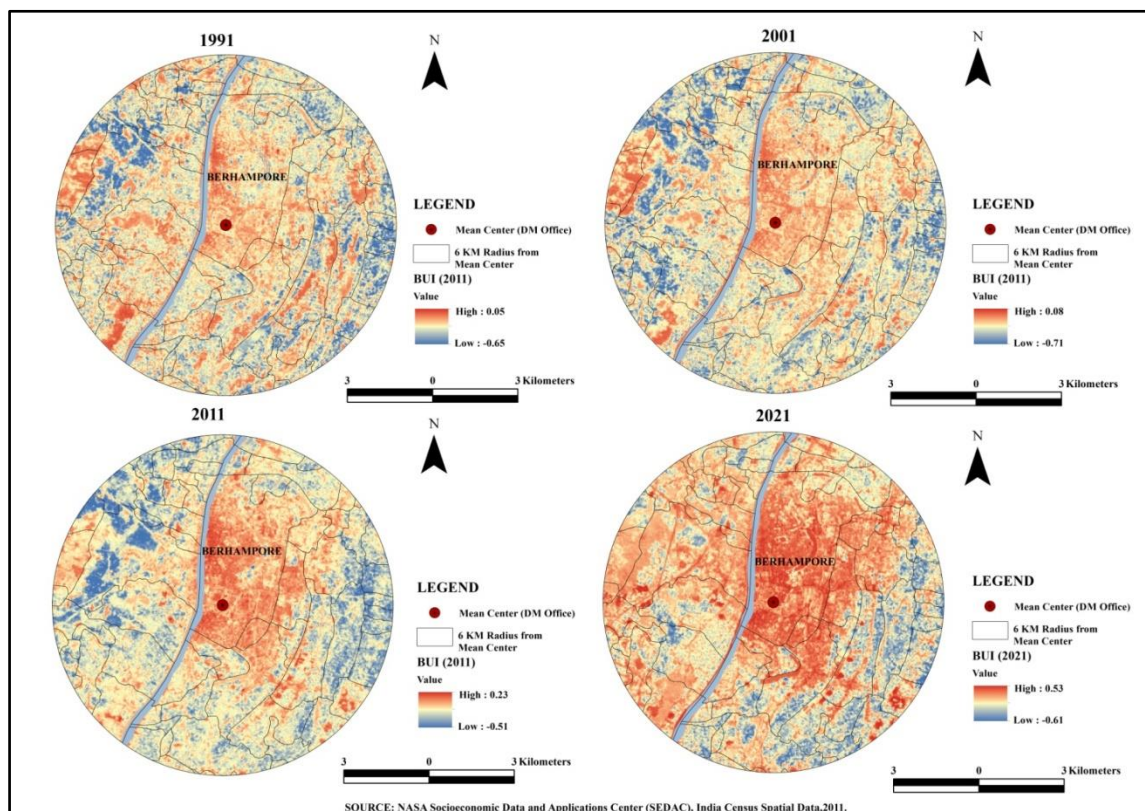 1991
N
BERHAMPORE
LEGEND
Mean Center (DM Office)
6 KM Radius from
Mean Center
BUI (2011)
Value
High : 0.05
Low : -0.65
3 0 3 Kilometers
2001
N
BERHAMPORE
LEGEND
Mean Center (DM Office)
6 KM Radius from
Mean Center
BUI (2011)
Value
High : 0.08
Low : -0.71
3 0 3 Kilometers
2011
N
BERHAMPORE
LEGEND
Mean Center (DM Office)
6 KM Radius from
Mean Center
BUI (2011)
Value
High : 0.23
Low : -0.51
3 0 3 Kilometers
2021
N
BERHAMPORE
LEGEND
Mean Center (DM Office)
6 KM Radius from
Mean Center
BUI (2021)
Value
High : 0.53
Low : -0.61
3 0 3 Kilometers
SOURCE: NASA Socioeconomic Data and Applications Center (SEDAC), India Census Spatial Data,2011.